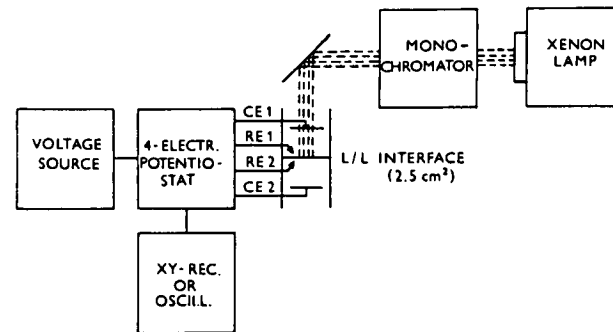 MONO-
CHROMATOR
XENON
LAMP
VOLTAGE
SOURCE
4-ELECTR.
POTENTIO-
STAT
CE 1
RE 1
RE 2
CE 2
L/L INTERFACE
(2.5 cm²)
XY-REC.
OR
OSCILL.